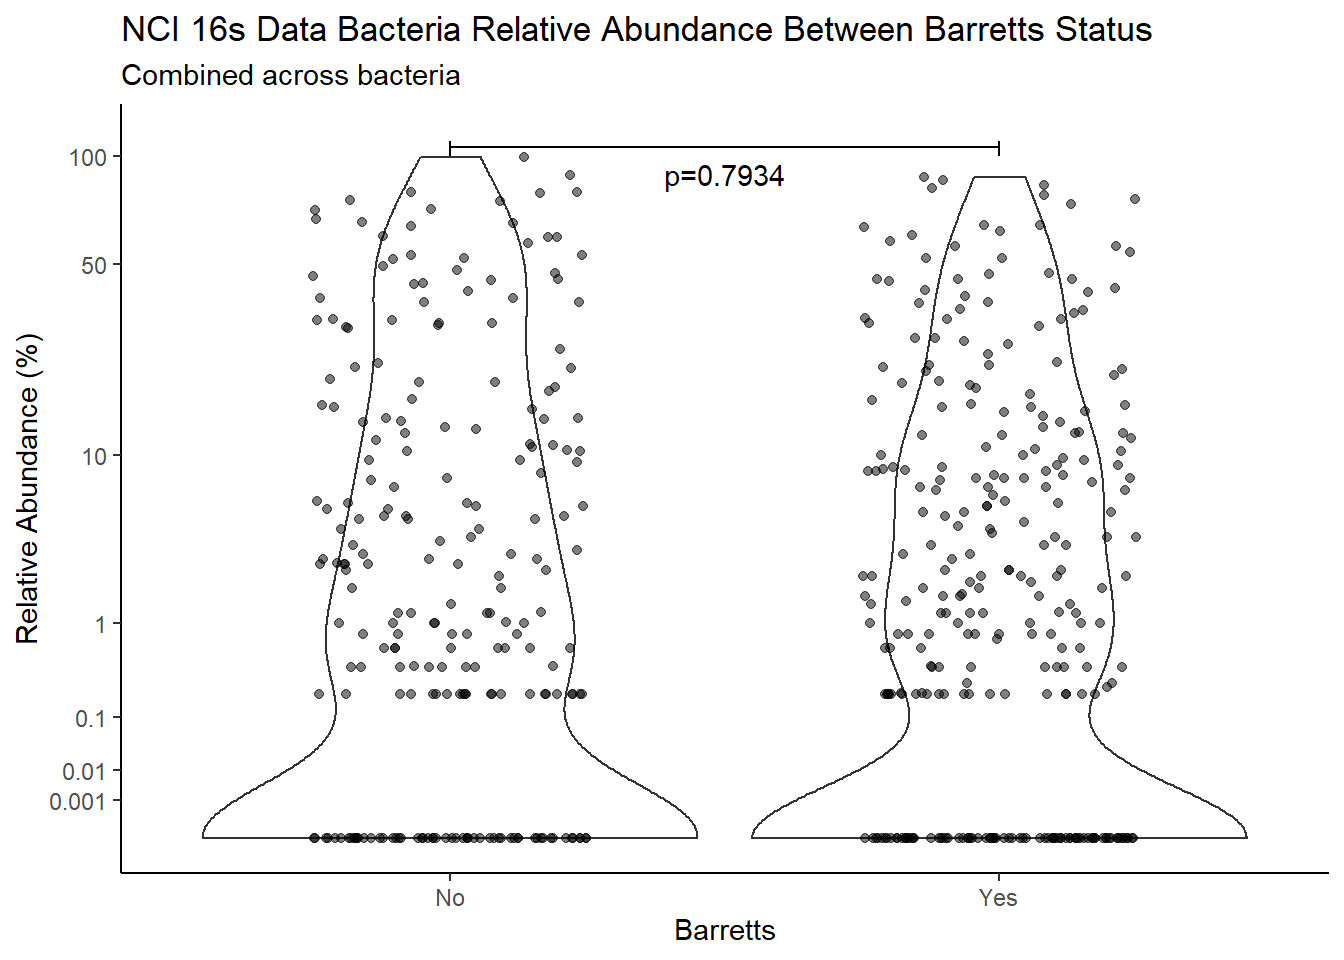 NCI 16s Data Bacteria Relative Abundance Between Barretts Status
Combined across bacteria
p=0.7934
Relative Abundance (%)
100
50
10
1
0.1
0.01
0.001
No
Yes
Barretts